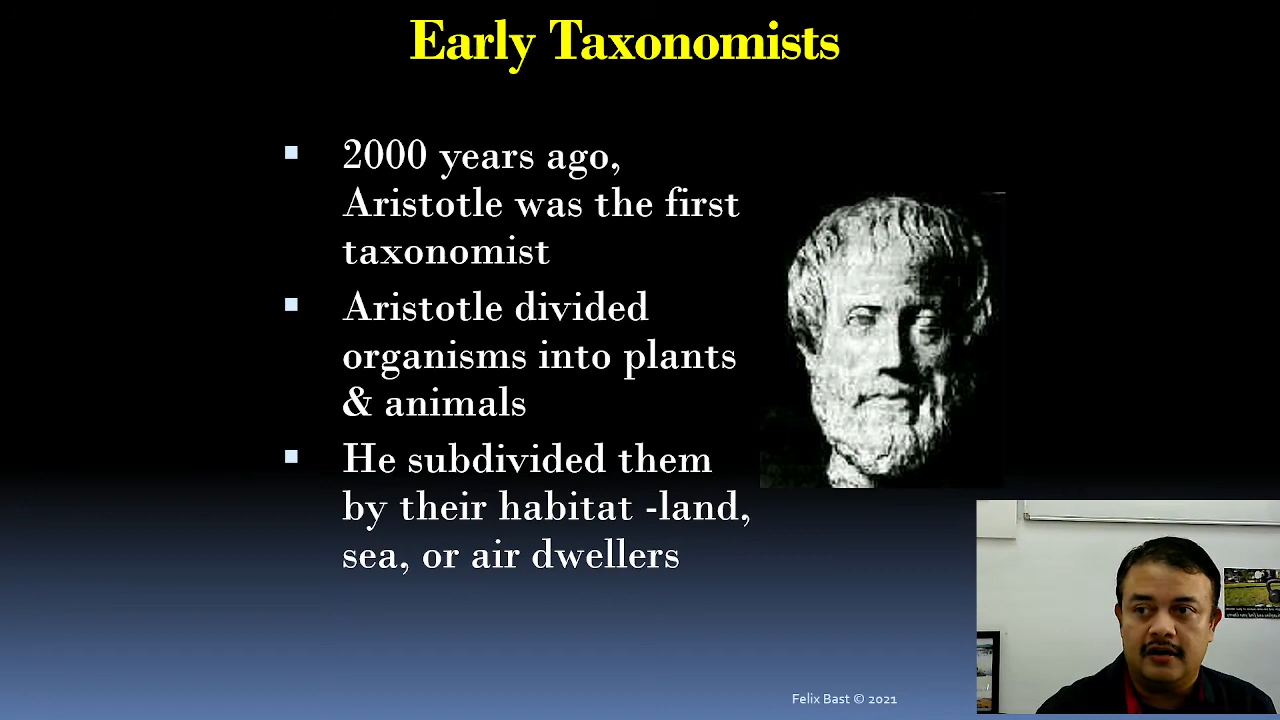 Early Taxonomists
▪ 2000 years ago,
Aristotle was the first
taxonomist
▪ Aristotle divided
organisms into plants
& animals
▪ He subdivided them
by their habitat -land,
sea, or air dwellers
Felix Bast © 2021